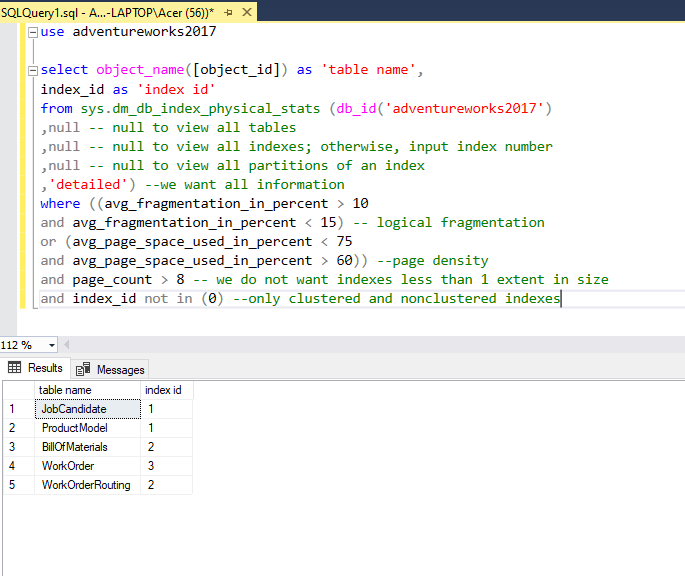 SQLQuery1.sql - A...-LAPTOP\Acer (56))*
use adventureworks2017
select object_name([object_id]) as 'table name',
index_id as 'index id'
from sys.dm_db_index_physical_stats (db_id('adventureworks2017')
,null -- null to view all tables
,null -- null to view all indexes; otherwise, input index number
,null -- null to view all partitions of an index
,'detailed') --we want all information
where ((avg_fragmentation_in_percent > 10
and avg_fragmentation_in_percent < 15) -- logical fragmentation
or (avg_page_space_used_in_percent < 75
and avg_page_space_used_in_percent > 60)) --page density
and page_count > 8 -- we do not want indexes less than 1 extent in size
and index_id not in (0) --only clustered and nonclustered indexes
112 %
Results Messages
table name index id
1 JobCandidate 1
2 ProductModel 1
3 BillOfMaterials 2
4 WorkOrder 3
5 WorkOrderRouting 2